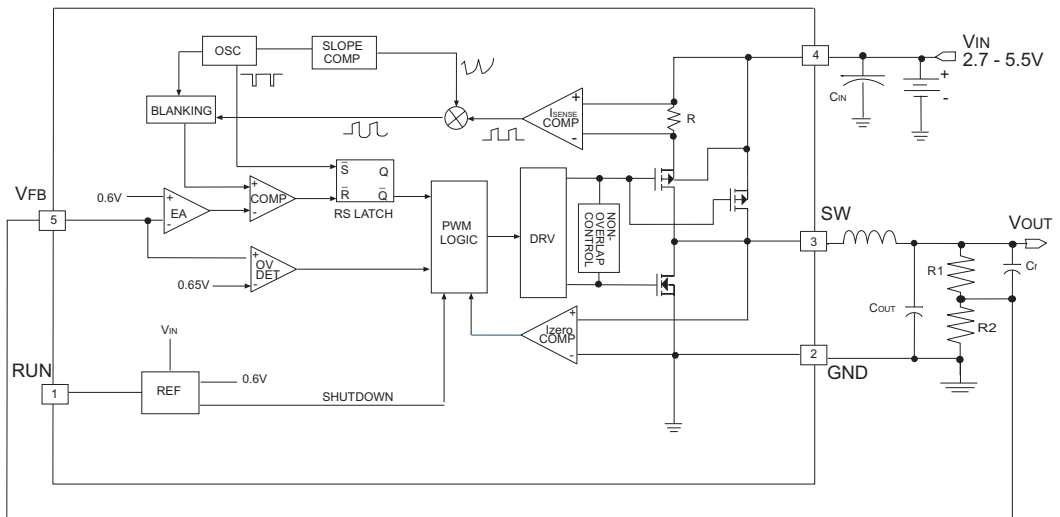 OSC
SLOPE
COMP
4
VIN
2.7 - 5.5V
+
-
CIN
BLANKING
+
ISENSE
COMP
-
R
VFB
5
0.6V
+
EA
-
+
COMP
-
S̅ Q
R̅ Q̅
RS LATCH
PWM
LOGIC
DRV
NON-
OVERLAP
CONTROL
SW
3
VOUT
R1
Cf
COUT
R2
+
OV
DET
-
0.65V
+
Izero
COMP
-
2
GND
VIN
RUN
1
REF
0.6V
SHUTDOWN